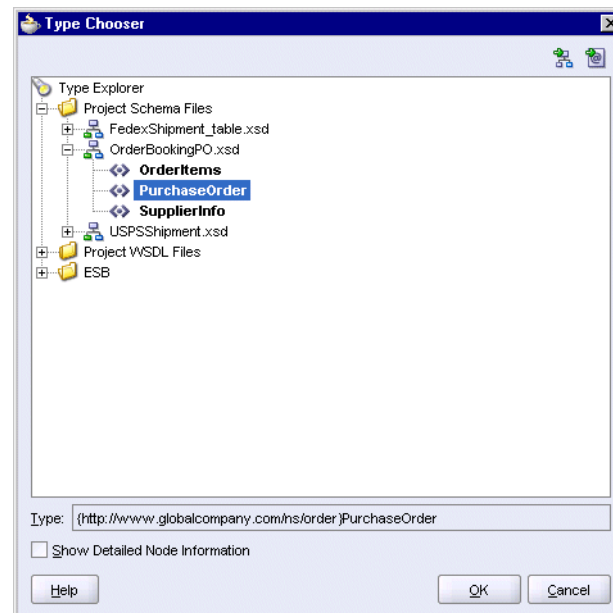 Type Chooser
Type Explorer
Project Schema Files
FedexShipment_table.xsd
OrderBookingPO.xsd
OrderItems
PurchaseOrder
SupplierInfo
USPSShipment.xsd
Project WSDL Files
ESB
Type: {http://www.globalcompany.com/ns/order}PurchaseOrder
Show Detailed Node Information
Help OK Cancel